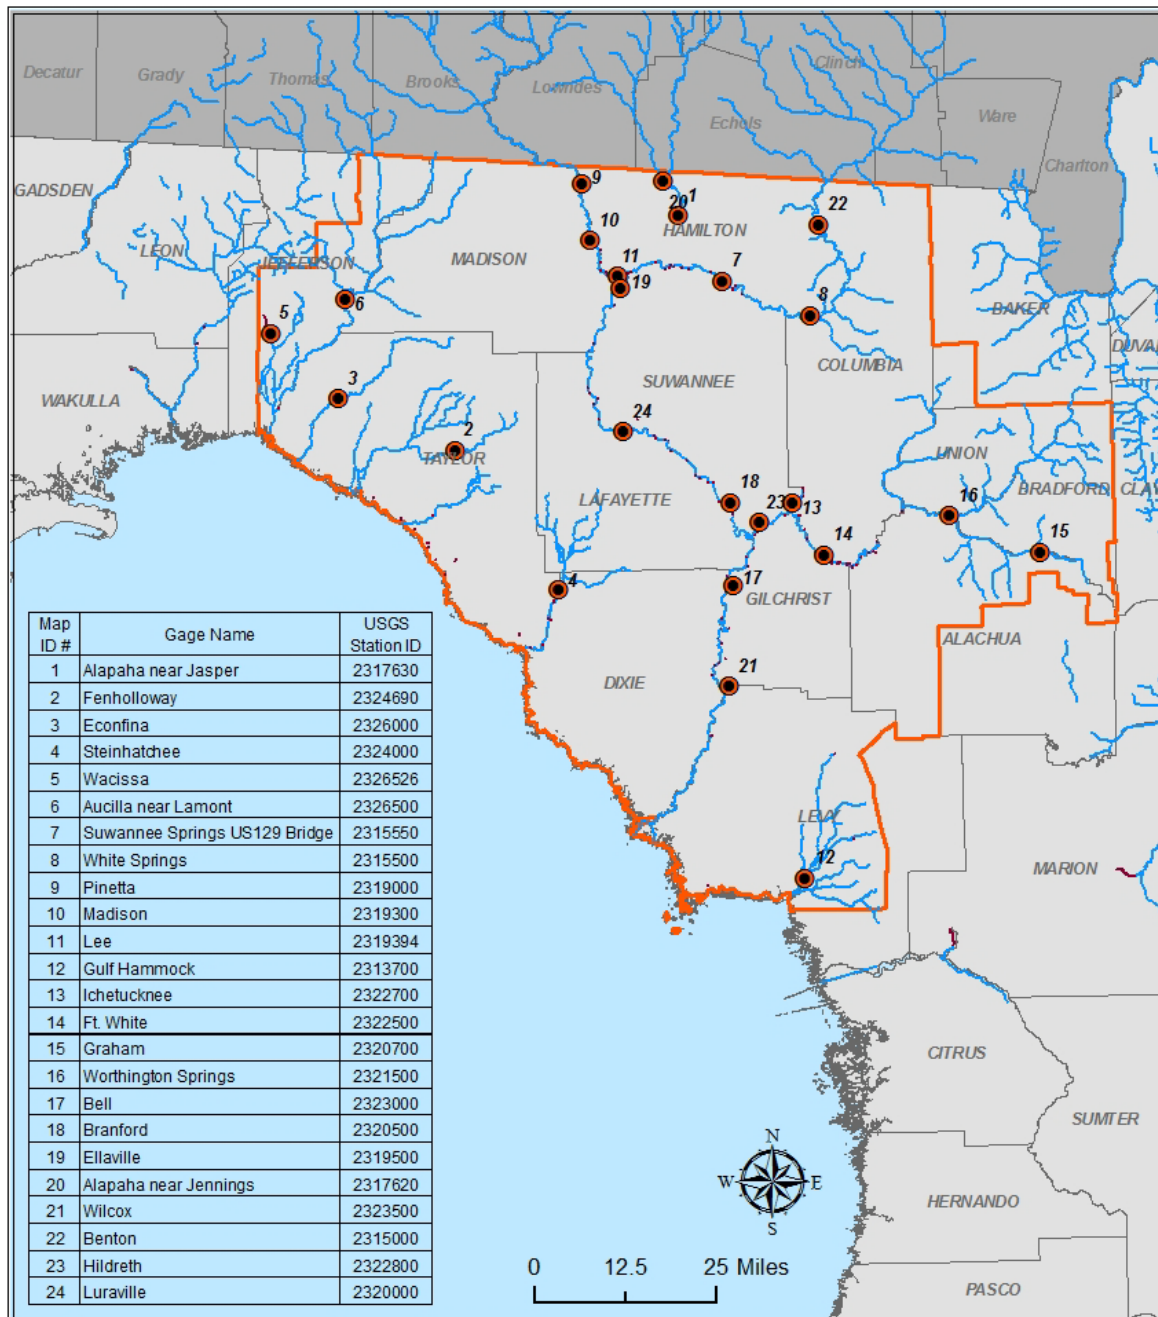 Decatur
Grady
Thomas
Brooks
Lowndes
Clinch
Echols
Ware
Charlton
GADSDEN
LEON
JEFFERSON
MADISON
HAMILTON
BAKER
DUVA
WAKULLA
TAYLOR
SUWANNEE
COLUMBIA
LAFAYETTE
UNION
BRADFORD
CLAY
DIXIE
GILCHRIST
ALACHUA
LEVY
MARION
CITRUS
SUMTER
HERNANDO
PASCO
9
1
20
22
10
11
19
7
8
6
5
3
2
24
18
23
13
14
16
15
4
17
21
12
Map ID # Gage Name USGS Station ID
1 Alapaha near Jasper 2317630
2 Fenholloway 2324690
3 Econfina 2326000
4 Steinhatchee 2324000
5 Wacissa 2326526
6 Aucilla near Lamont 2326500
7 Suwannee Springs US129 Bridge 2315550
8 White Springs 2315500
9 Pinetta 2319000
10 Madison 2319300
11 Lee 2319394
12 Gulf Hammock 2313700
13 Ichetucknee 2322700
14 Ft. White 2322500
15 Graham 2320700
16 Worthington Springs 2321500
17 Bell 2323000
18 Branford 2320500
19 Ellaville 2319500
20 Alapaha near Jennings 2317620
21 Wilcox 2323500
22 Benton 2315000
23 Hildreth 2322800
24 Luraville 2320000
N
W E
S
0 12.5 25 Miles